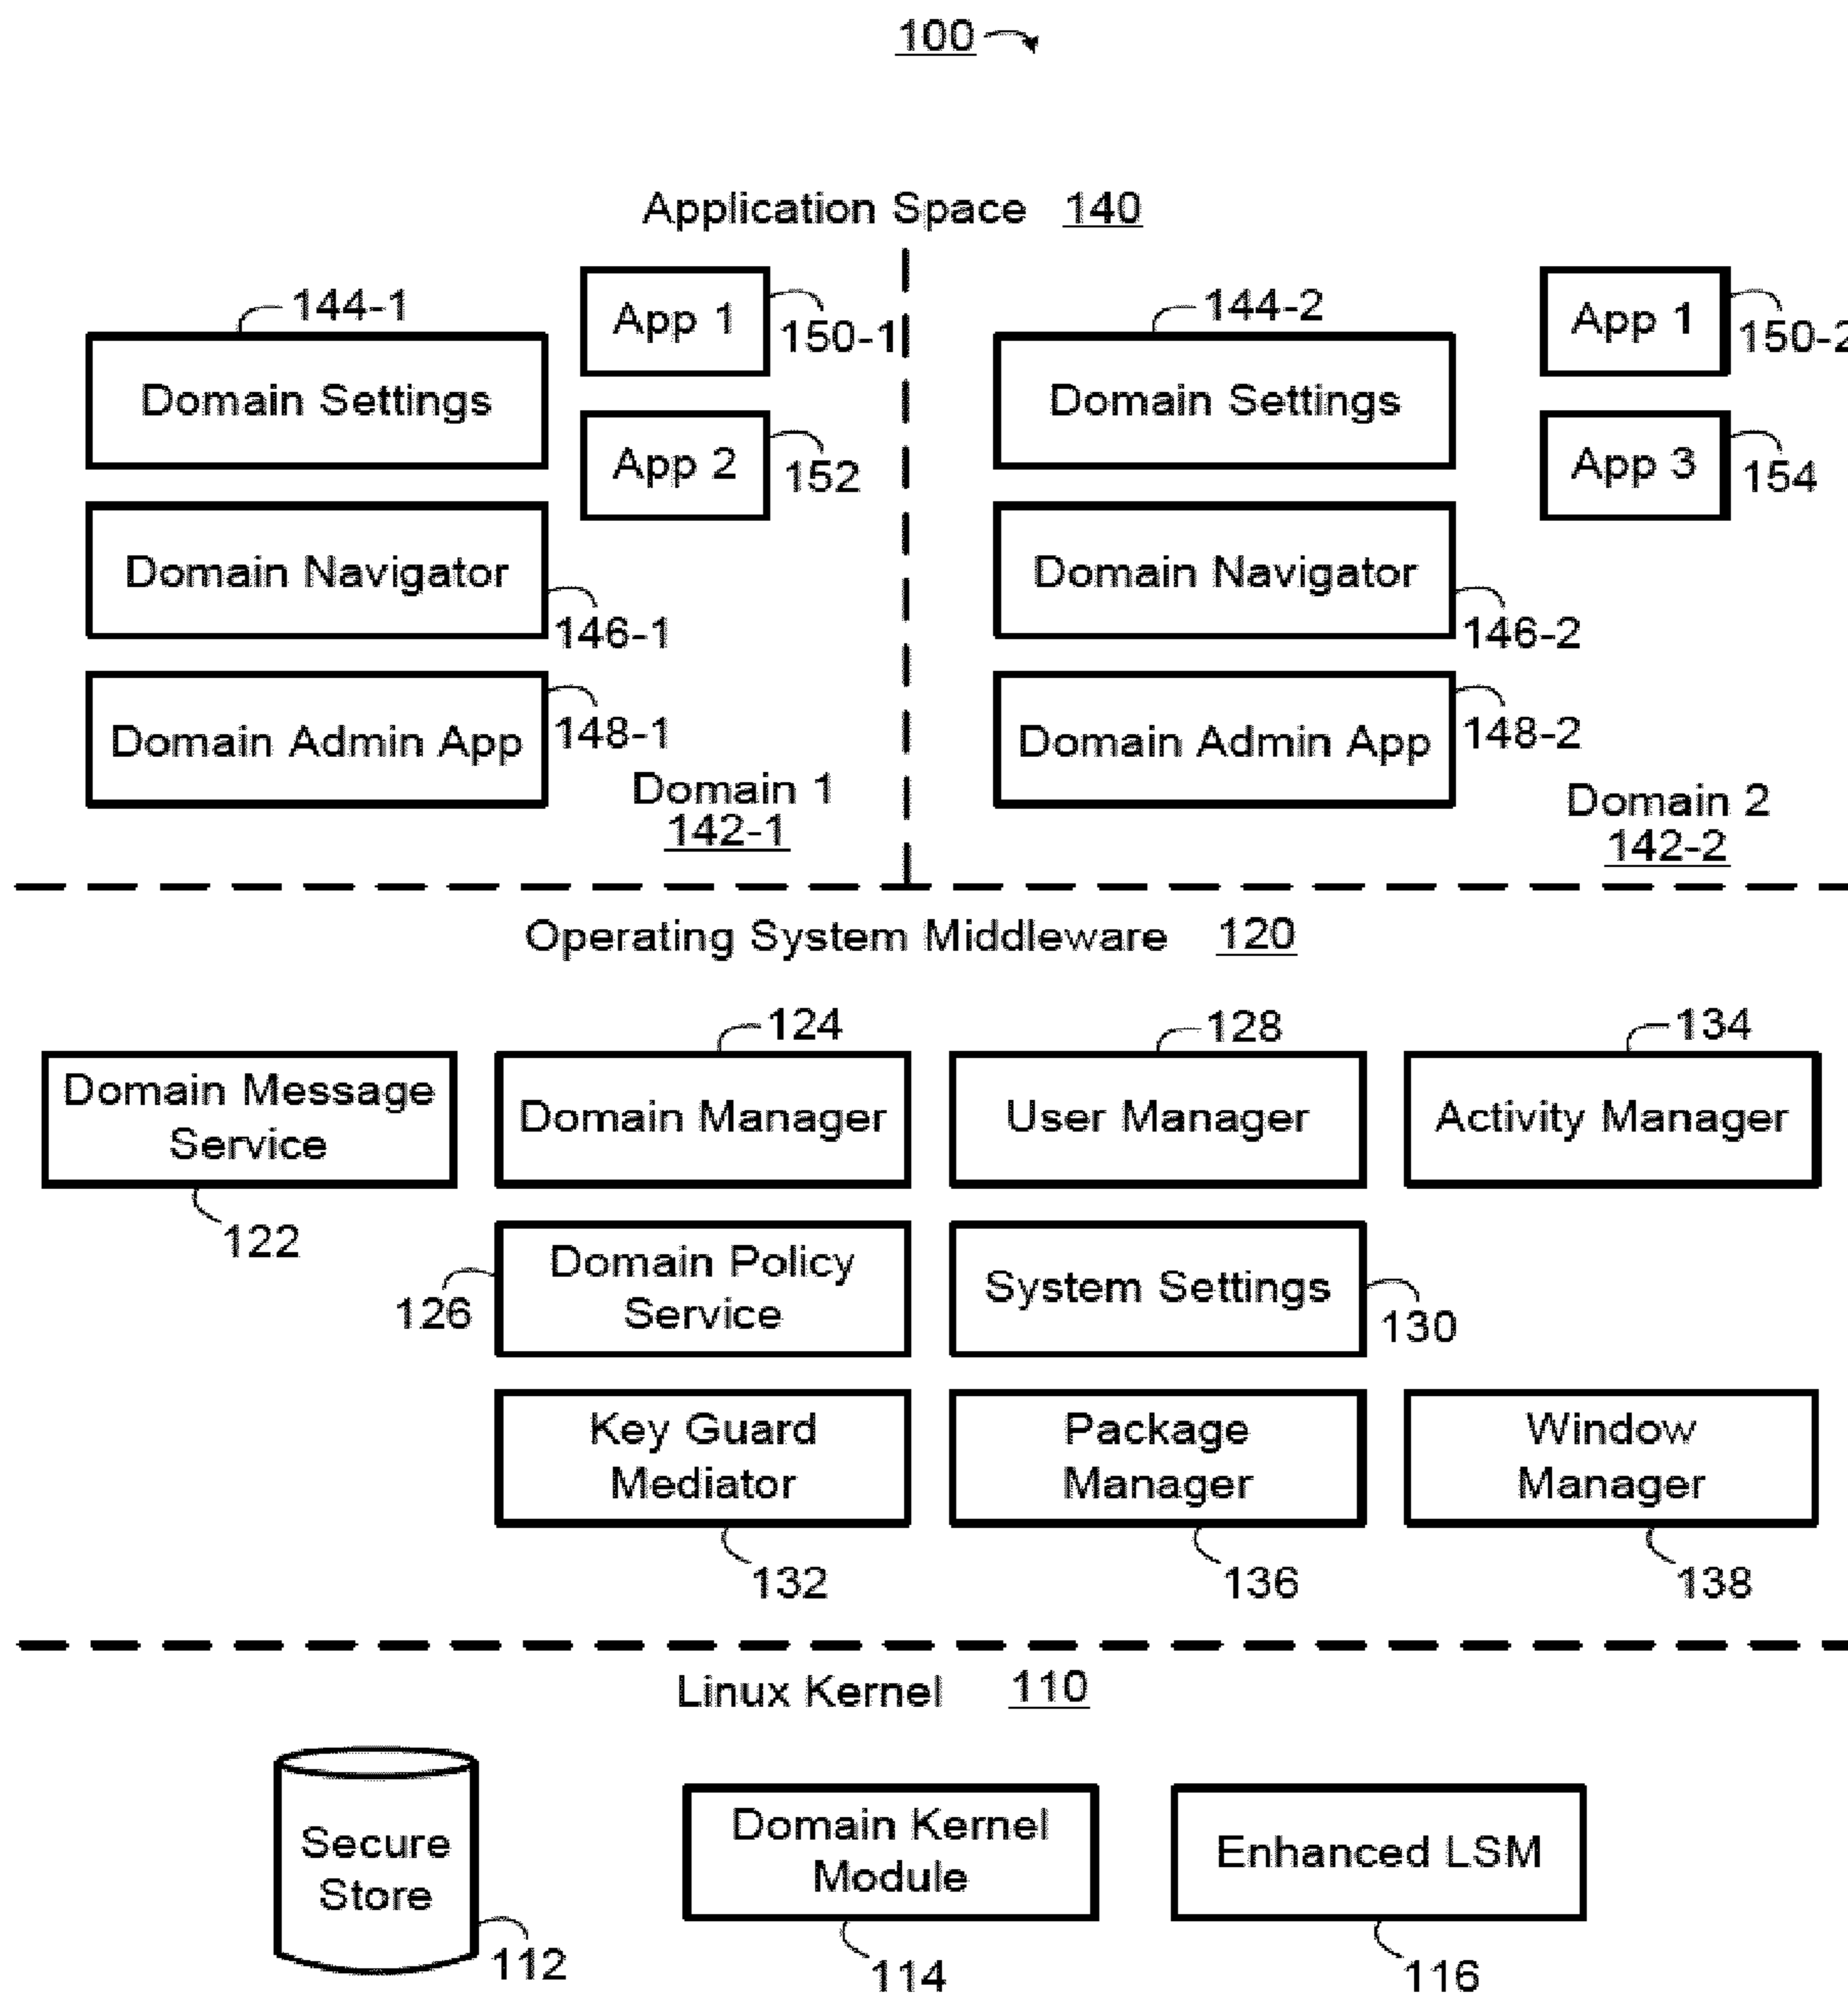 100
Application Space 140
144-1
Domain Settings
App 1
150-1
App 2
152
Domain Navigator
146-1
Domain Admin App
148-1
Domain 1
142-1
144-2
Domain Settings
App 1
150-2
App 3
154
Domain Navigator
146-2
Domain Admin App
148-2
Domain 2
142-2
Operating System Middleware 120
124
128
134
Domain Message
Service
122
Domain Manager
User Manager
Activity Manager
Domain Policy
Service
126
System Settings
130
Key Guard
Mediator
132
Package
Manager
136
Window
Manager
138
Linux Kernel 110
Secure
Store
112
Domain Kernel
Module
114
Enhanced LSM
116